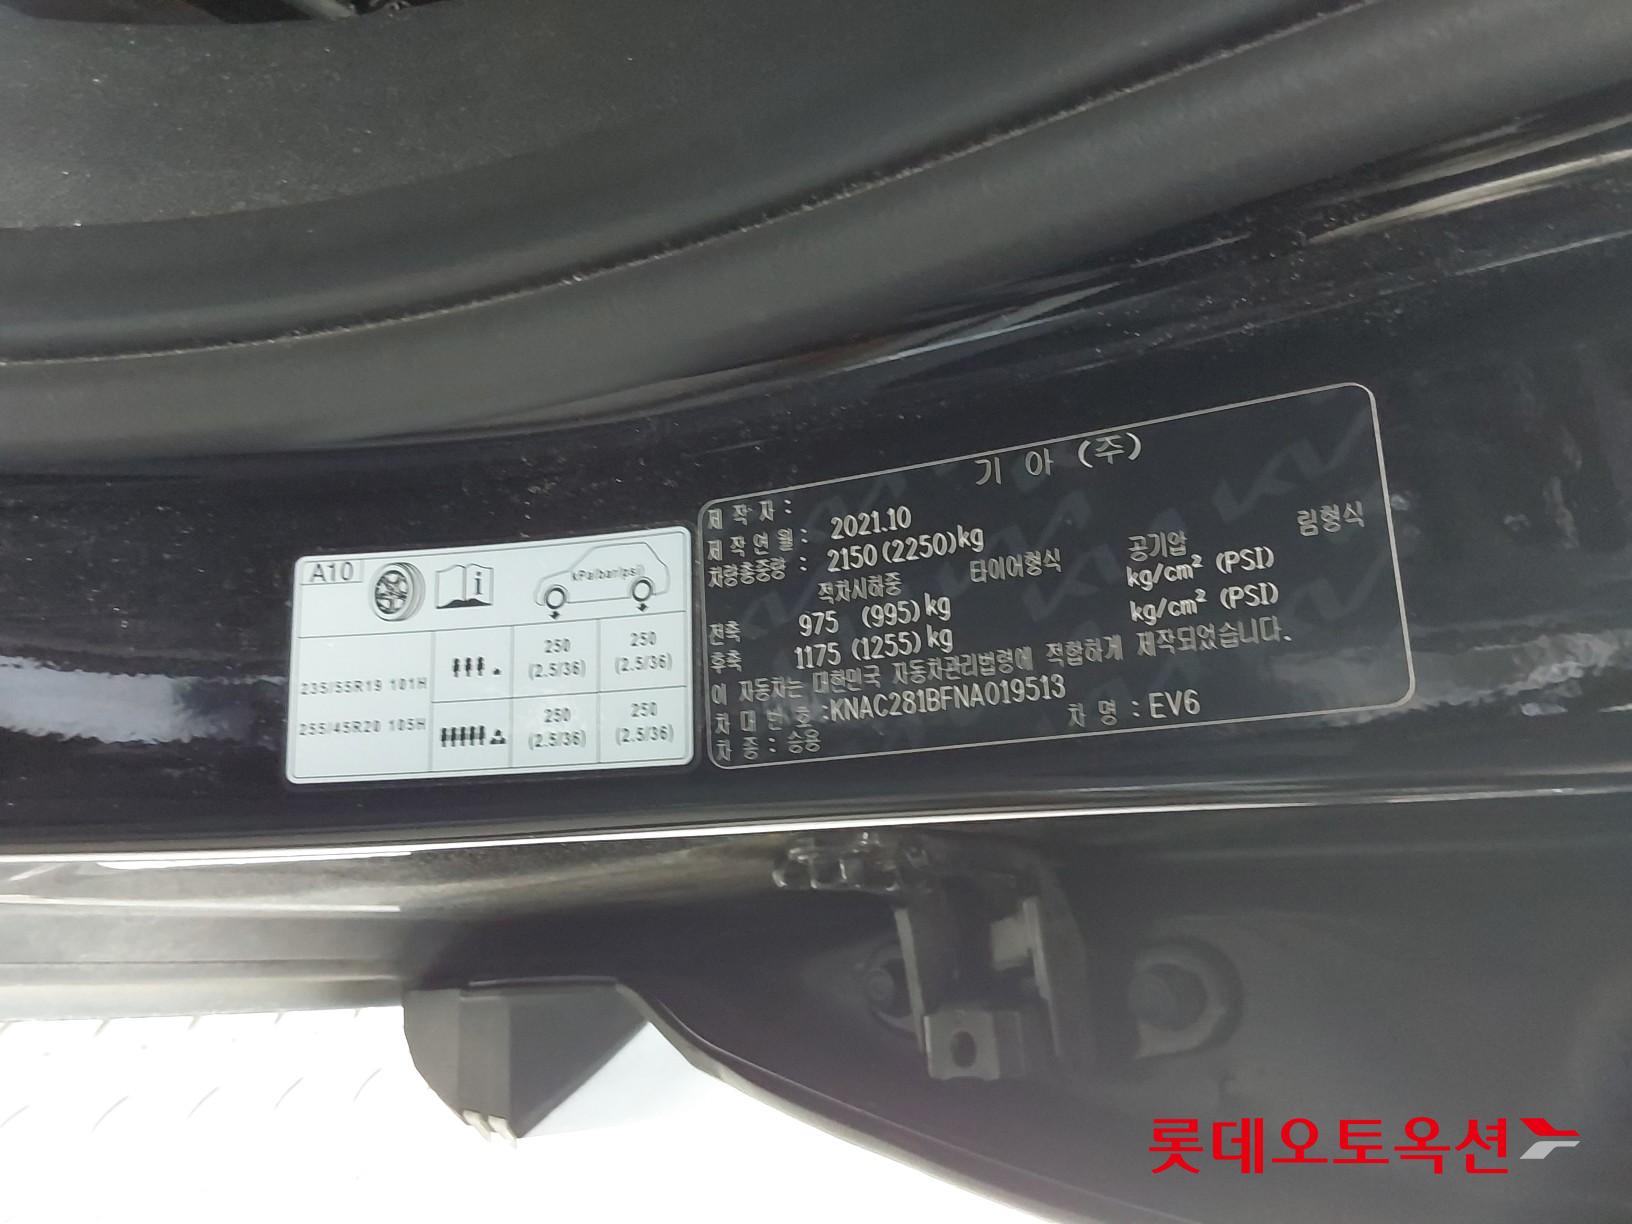 A10
i
kPa(bar/psi)
235/55R19 101H
250
(2.5/36)
250
(2.5/36)
255/45R20 105H
250
(2.5/36)
250
(2.5/36)
제 작 자 : 기 아 (주)
제 작 연 월 : 2021.10
차량총중량 : 2150 (2250)kg
적차시하중 타이어형식 공기압 림형식
전축 975 (995)kg kg/cm² (PSI)
후축 1175 (1255)kg kg/cm² (PSI)
이 자동차는 대한민국 자동차관리법령에 적합하게 제작되었습니다.
차 대 번 호 :KNAC281BFNA019513
차 종 : 승용 차 명 : EV6
롯데오토옥션